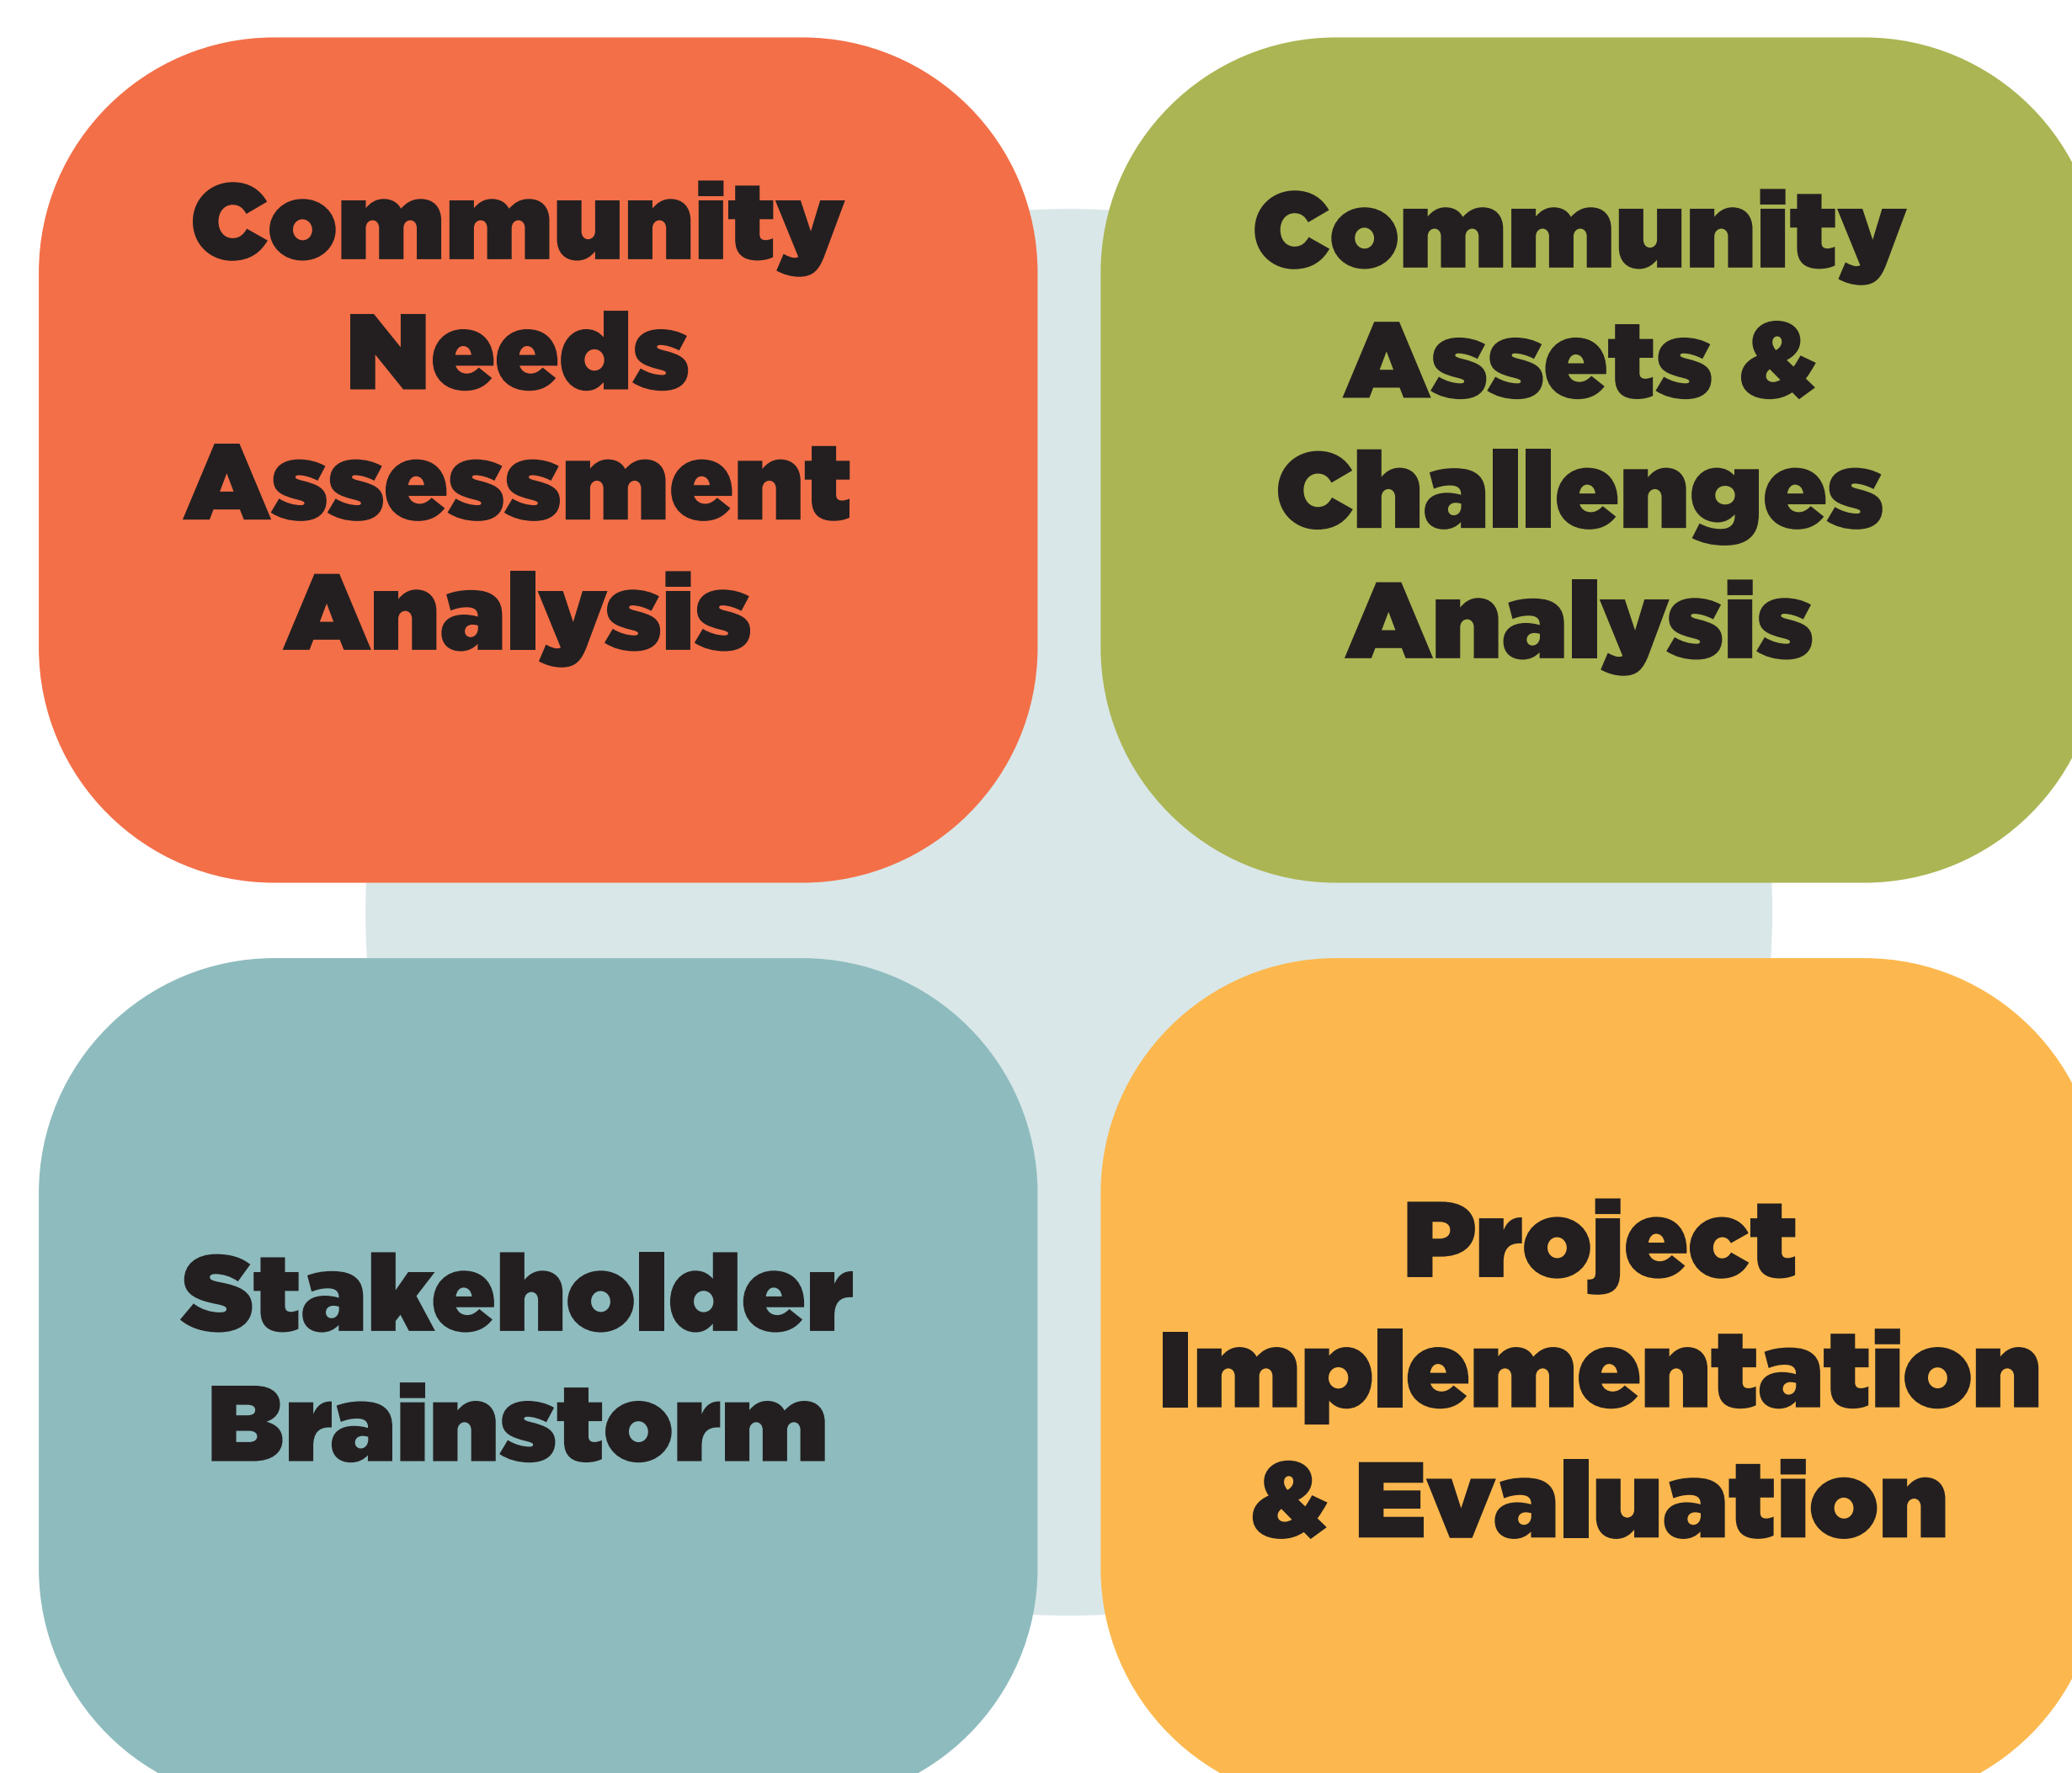 Community
Needs
Assessment
Analysis
Community
Assets &
Challenges
Analysis
Stakeholder
Brainstorm
Project
Implementation
& Evaluation